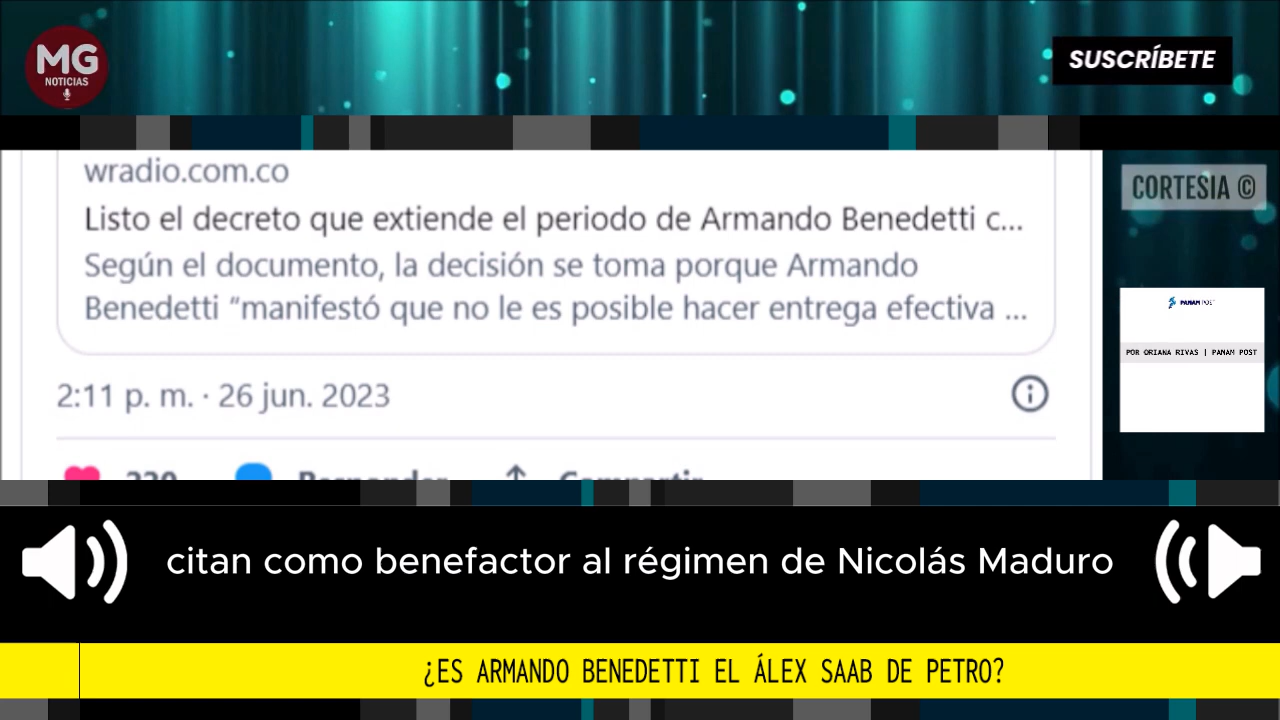 MG
NOTICIAS
SUSCRÍBETE
wradio.com.co
Listo el decreto que extiende el periodo de Armando Benedetti c...
Según el documento, la decisión se toma porque Armando
Benedetti “manifestó que no le es posible hacer entrega efectiva ...
2:11 p. m. · 26 jun. 2023
230 Responder Compartir
CORTESIA ©
PANAM POST
POR ORIANA RIVAS | PANAM POST
citan como benefactor al régimen de Nicolás Maduro
¿ES ARMANDO BENEDETTI EL ÁLEX SAAB DE PETRO?